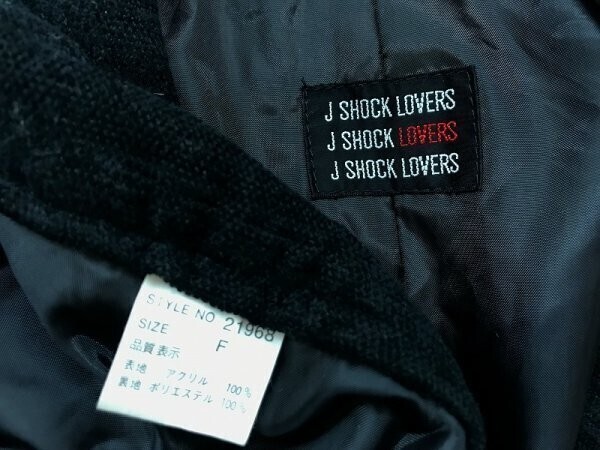 J SHOCK LOVERS
J SHOCK LOVERS
J SHOCK LOVERS
STYLE NO 21968
SIZE F
品質表示
表地 アクリル 100%
裏地 ポリエステル 100%